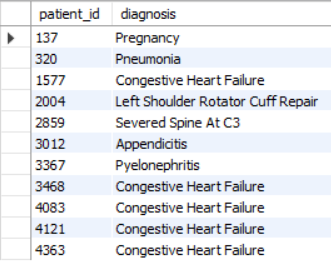 patient_id diagnosis
137 Pregnancy
320 Pneumonia
1577 Congestive Heart Failure
2004 Left Shoulder Rotator Cuff Repair
2859 Severed Spine At C3
3012 Appendicitis
3367 Pyelonephritis
3468 Congestive Heart Failure
4083 Congestive Heart Failure
4121 Congestive Heart Failure
4363 Congestive Heart Failure